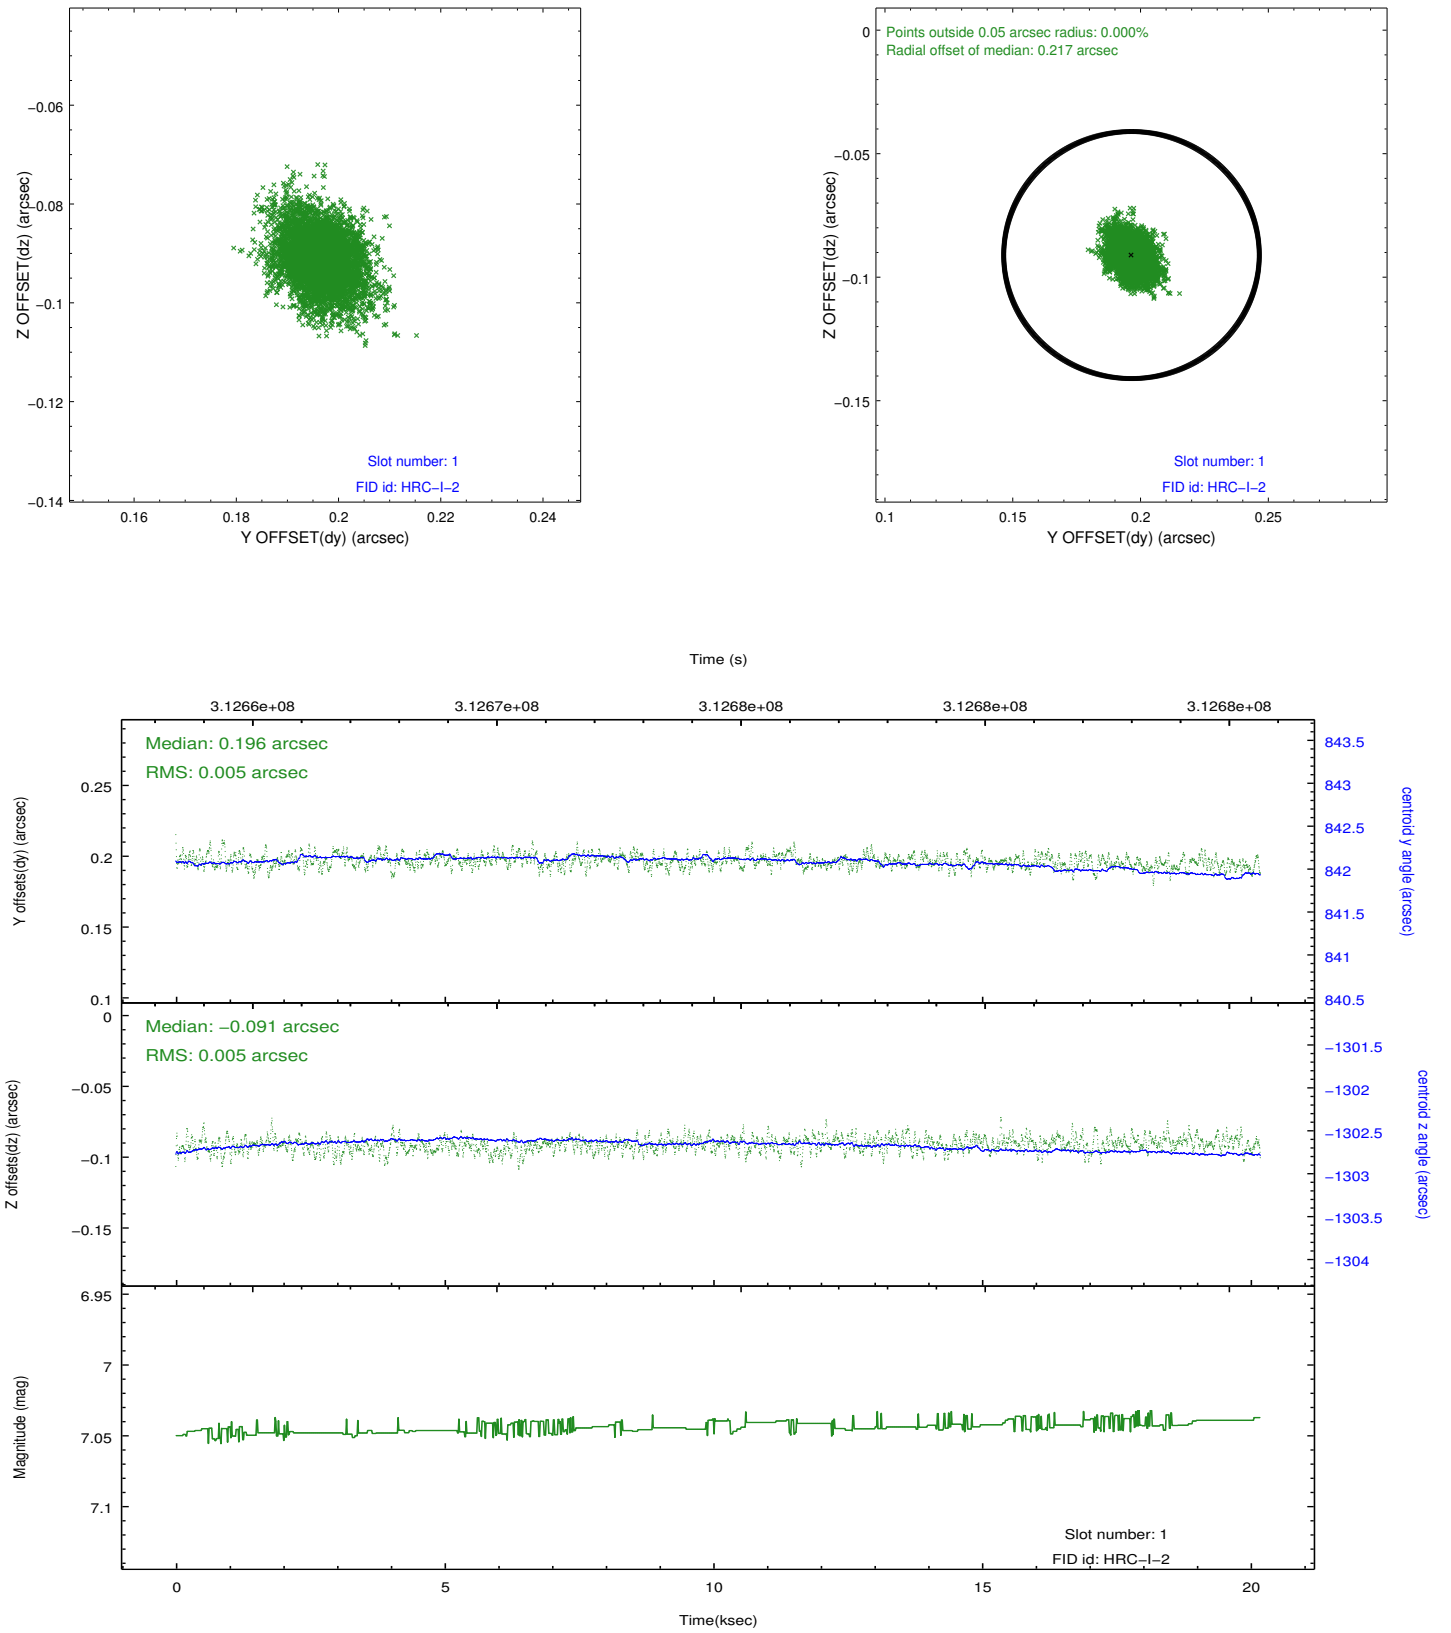 −0.06
−0.08
−0.1
−0.12
−0.14
Z OFFSET(dz) (arcsec)
0.16
0.18
0.2
0.22
0.24
Y OFFSET(dy) (arcsec)
Slot number: 1
FID id: HRC−I−2
Points outside 0.05 arcsec radius: 0.000%
Radial offset of median: 0.217 arcsec
0
−0.05
−0.1
−0.15
Z OFFSET(dz) (arcsec)
0.1
0.15
0.2
0.25
Y OFFSET(dy) (arcsec)
Slot number: 1
FID id: HRC−I−2
Time (s)
3.1266e+08
3.1267e+08
3.1268e+08
3.1268e+08
3.1268e+08
Median: 0.196 arcsec
RMS: 0.005 arcsec
0.25
0.2
0.15
0.1
Y offsets(dy) (arcsec)
843.5
843
842.5
842
841.5
841
840.5
centroid y angle (arcsec)
Median: −0.091 arcsec
RMS: 0.005 arcsec
0
−0.05
−0.1
−0.15
Z offsets(dz) (arcsec)
−1301.5
−1302
−1302.5
−1303
−1303.5
−1304
centroid z angle (arcsec)
6.95
7
7.05
7.1
Magnitude (mag)
Slot number: 1
FID id: HRC−I−2
0
5
10
15
20
Time(ksec)